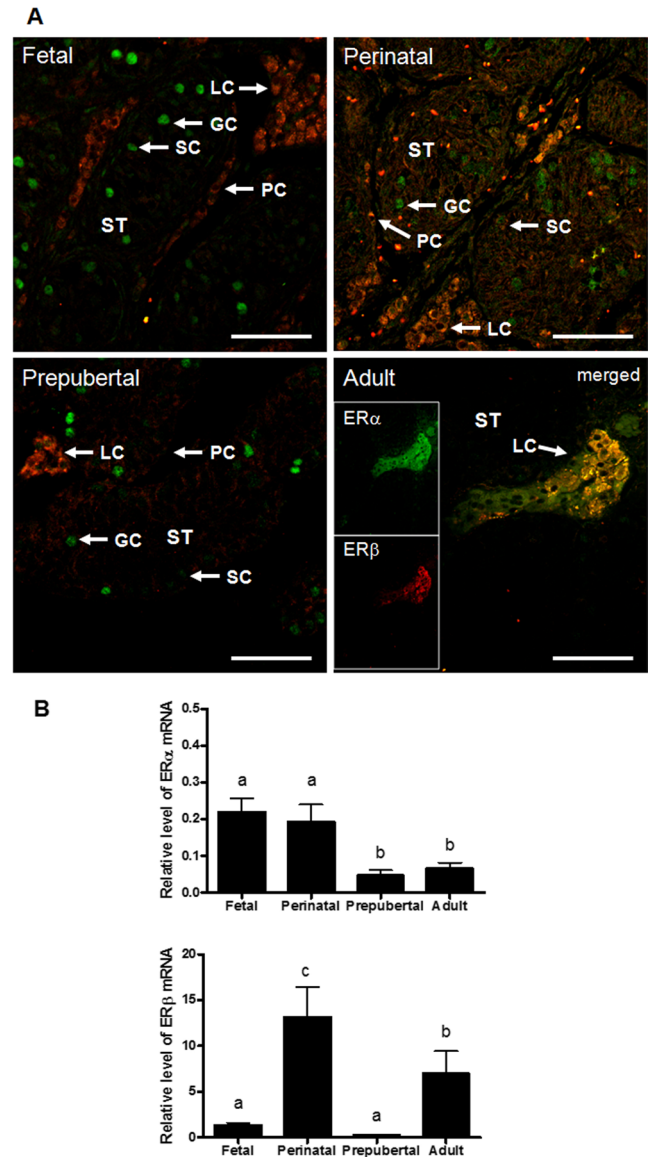 A
Fetal
LC
GC
SC
PC
ST
Perinatal
ST
GC
PC
SC
LC
Prepubertal
LC
PC
GC
ST
SC
Adult
merged
ERα
ERβ
ST
LC
B
Relative level of ERα mRNA
0.5
0.4
0.3
0.2
0.1
0.0
a
a
b
b
Fetal Perinatal Prepubertal Adult
Relative level of ERβ mRNA
20
15
10
5
0
a
c
a
b
Fetal Perinatal Prepubertal Adult